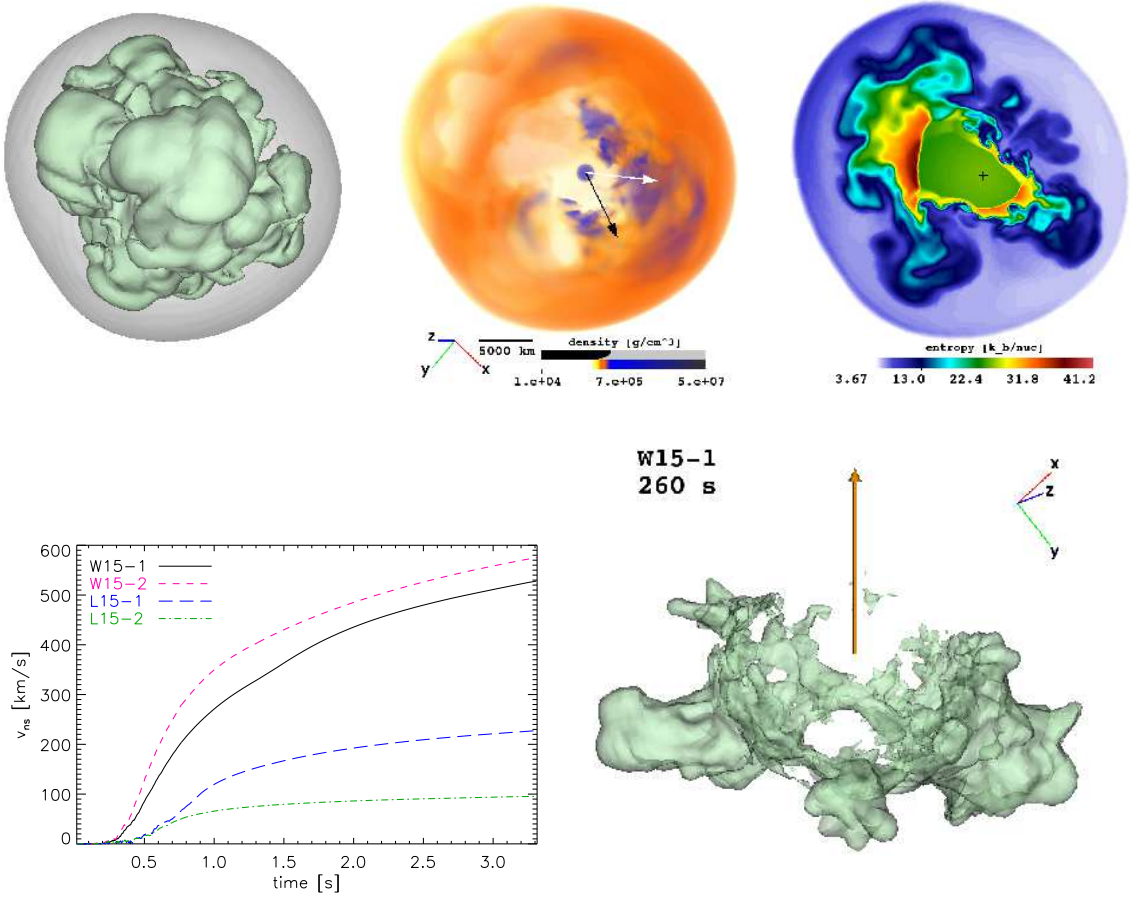 z
y
x
5000 km
density [g/cm^3]
1.e+04 7.e+05 5.e+07
entropy [k_b/nuc]
3.67 13.0 22.4 31.8 41.2
W15-1
260 s
x
z
y
600
500
400
300
200
100
0
v_ns [km/s]
W15-1
W15-2
L15-1
L15-2
0.5 1.0 1.5 2.0 2.5 3.0
time [s]